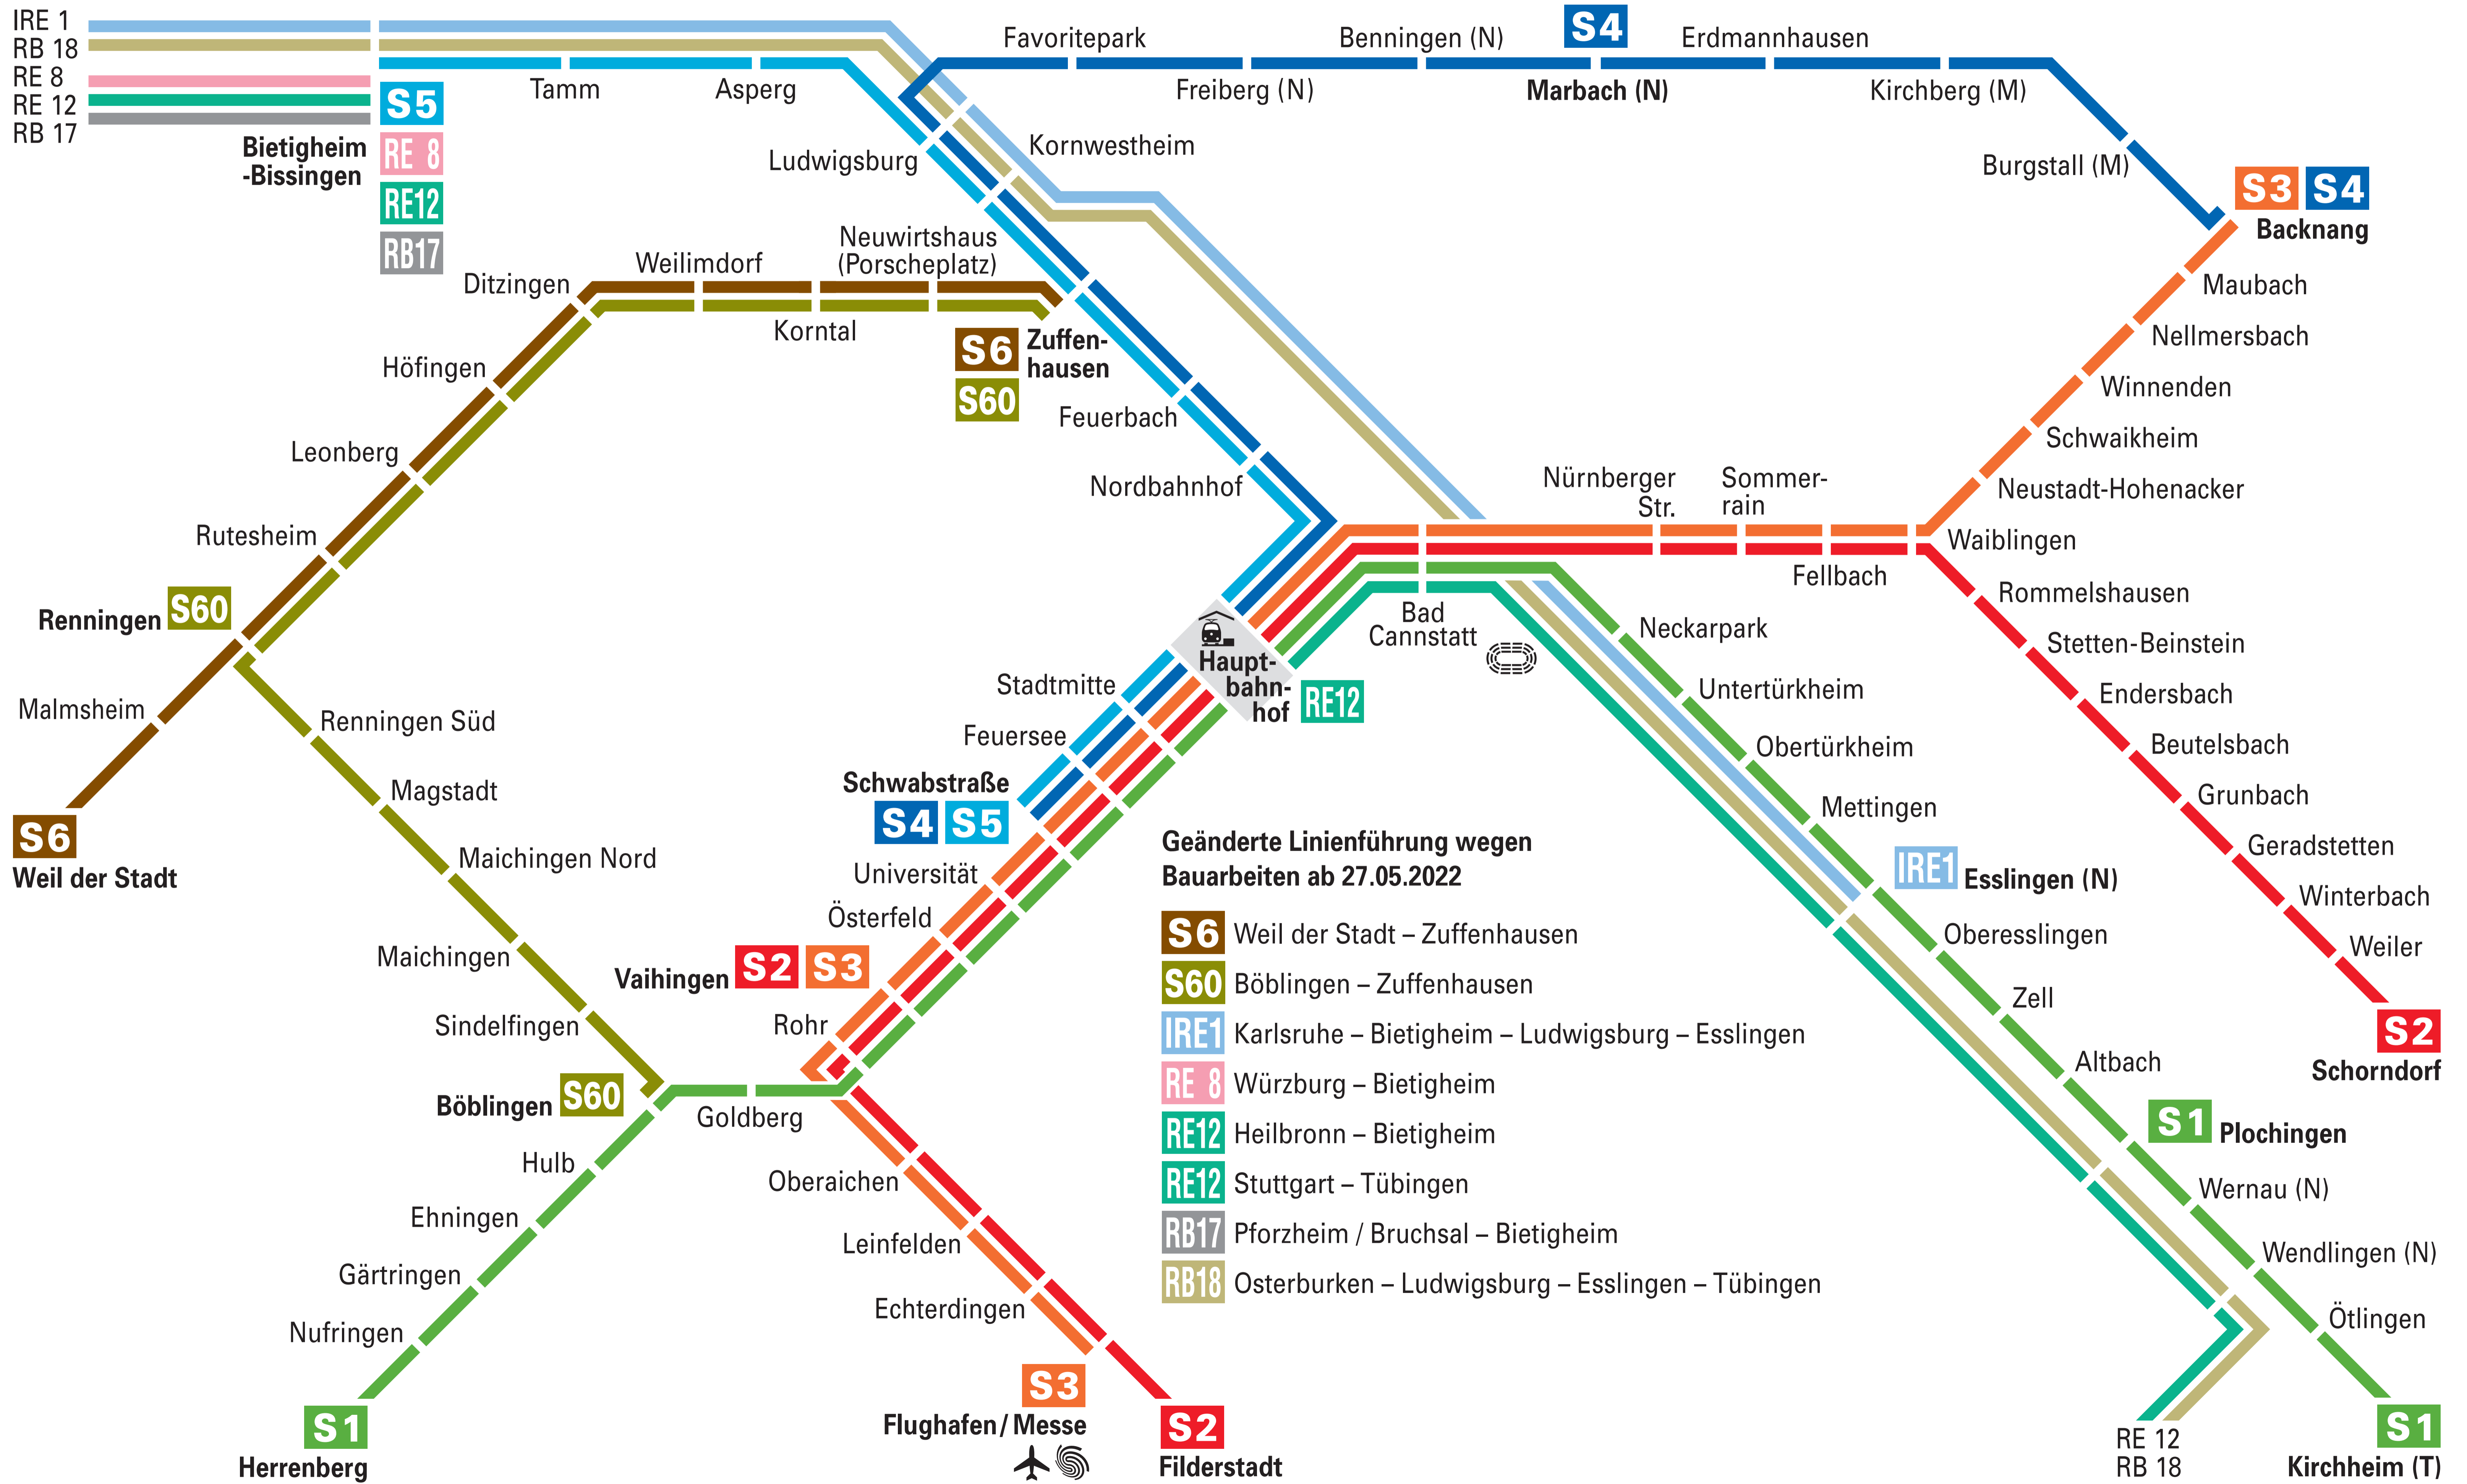 IRE 1
RB 18
RE 8
RE 12
RB 17
Bietigheim
-Bissingen
S5
RE 8
RE12
RB17
Tamm
Asperg
Ludwigsburg
Kornwestheim
Favoritepark
Freiberg (N)
Benningen (N)
S4
Marbach (N)
Erdmannhausen
Kirchberg (M)
Burgstall (M)
S3 S4
Backnang
Maubach
Nellmersbach
Winnenden
Schwaikheim
Neustadt-Hohenacker
Waiblingen
Ditzingen
Weilimdorf
Korntal
Neuwirtshaus
(Porscheplatz)
S6
S60
Zuffen-
hausen
Feuerbach
Nordbahnhof
Höfingen
Leonberg
Rutesheim
Renningen S60
Malmsheim
S6
Weil der Stadt
Renningen Süd
Magstadt
Maichingen Nord
Maichingen
Sindelfingen
Böblingen S60
Nürnberger
Str.
Sommer-
rain
Fellbach
Rommelshausen
Stetten-Beinstein
Endersbach
Beutelsbach
Grunbach
Geradstetten
Winterbach
Weiler
S2
Schorndorf
Bad
Cannstatt
Haupt-
bahn-
hof
RE12
Stadtmitte
Feuersee
Schwabstraße
S4 S5
Universität
Österfeld
Vaihingen S2 S3
Rohr
Goldberg
Hulb
Ehningen
Gärtringen
Nufringen
S1
Herrenberg
Oberaichen
Leinfelden
Echterdingen
S3
Flughafen/Messe
S2
Filderstadt
Neckarpark
Untertürkheim
Obertürkheim
Mettingen
IRE1 Esslingen (N)
Oberesslingen
Zell
Altbach
S1 Plochingen
Wernau (N)
Wendlingen (N)
Ötlingen
S1
Kirchheim (T)
RE 12
RB 18
Geänderte Linienführung wegen
Bauarbeiten ab 27.05.2022
S6 Weil der Stadt – Zuffenhausen
S60 Böblingen – Zuffenhausen
IRE1 Karlsruhe – Bietigheim – Ludwigsburg – Esslingen
RE 8 Würzburg – Bietigheim
RE12 Heilbronn – Bietigheim
RE12 Stuttgart – Tübingen
RB17 Pforzheim / Bruchsal – Bietigheim
RB18 Osterburken – Ludwigsburg – Esslingen – Tübingen